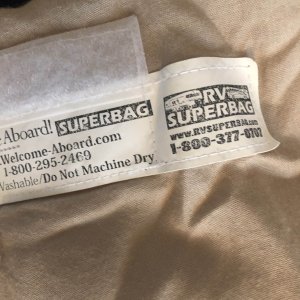 Aboard! SUPERBAG
Welcome-Aboard.com
1-800-295-2469
Washable/Do Not Machine Dry
RV
SUPERBAG
www.RVSUPERBAG.com
1-800-377-0702